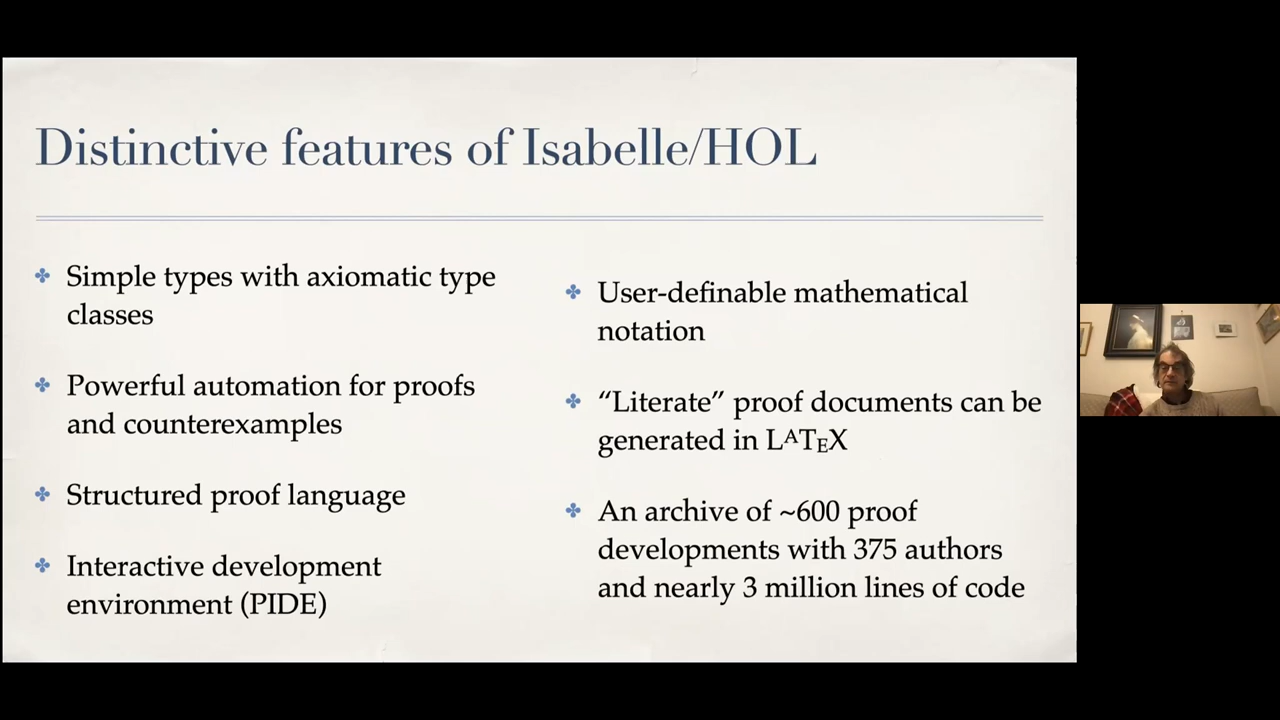 Distinctive features of Isabelle/HOL
Simple types with axiomatic type
classes
Powerful automation for proofs
and counterexamples
Structured proof language
Interactive development
environment (PIDE)
User-definable mathematical
notation
“Literate” proof documents can be
generated in LATEX
An archive of ~600 proof
developments with 375 authors
and nearly 3 million lines of code